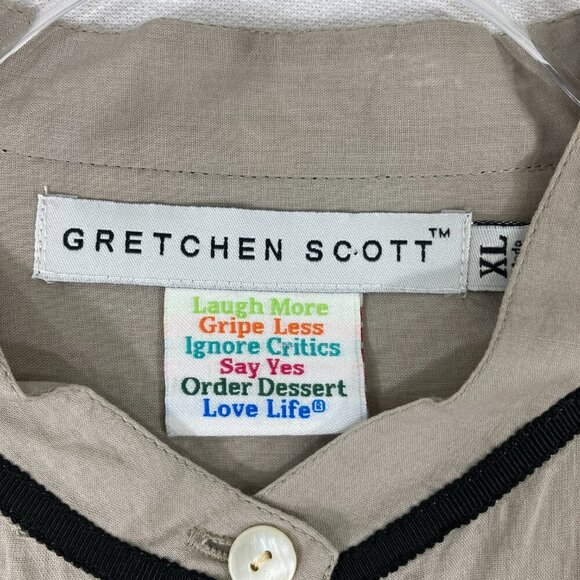 GRETCHEN SCOTT™
XL
Laugh More
Gripe Less
Ignore Critics
Say Yes
Order Dessert
Love Life®